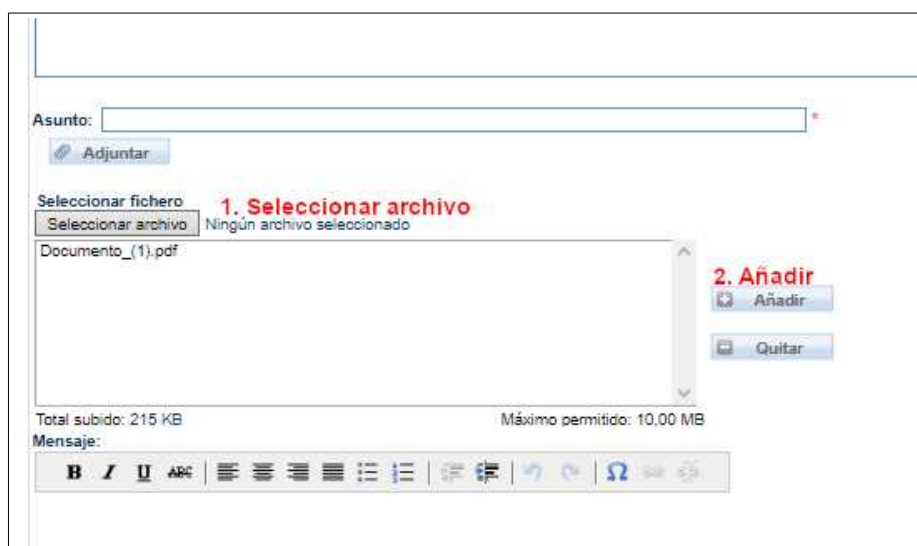 Asunto: *
Adjuntar
Seleccionar fichero
1. Seleccionar archivo
Seleccionar archivo Ningún archivo seleccionado
Documento_(1).pdf
2. Añadir
Añadir
Quitar
Total subido: 215 KB Máximo permitido: 10,00 MB
Mensaje:
B I U ABC Ω